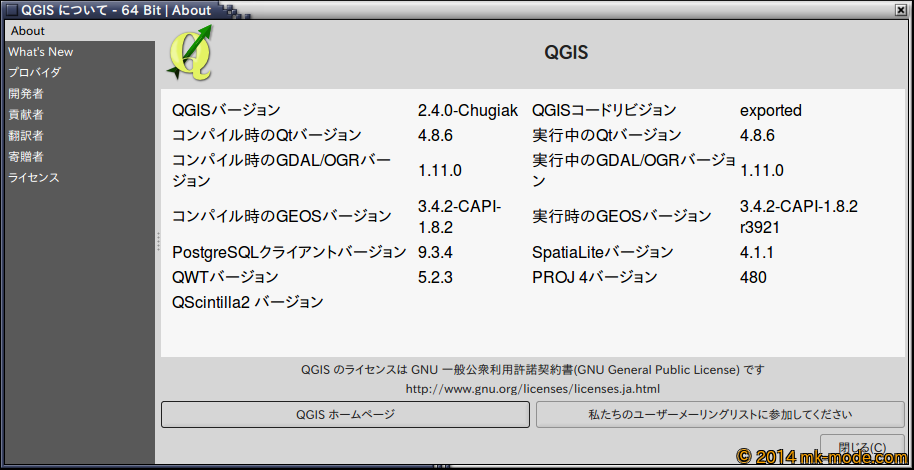 QGIS について - 64 Bit | About
About
What's New
プロバイダ
開発者
貢献者
翻訳者
寄贈者
ライセンス
QGIS
QGISバージョン 2.4.0-Chugiak QGISコードリビジョン exported
コンパイル時のQtバージョン 4.8.6 実行中のQtバージョン 4.8.6
コンパイル時のGDAL/OGRバー
ジョン 1.11.0 実行中のGDAL/OGRバージョ
ン 1.11.0
コンパイル時のGEOSバージョン 3.4.2-CAPI-
1.8.2 実行時のGEOSバージョン 3.4.2-CAPI-1.8.2
r3921
PostgreSQLクライアントバージョン 9.3.4 SpatiaLiteバージョン 4.1.1
QWTバージョン 5.2.3 PROJ 4バージョン 480
QScintilla2 バージョン
QGIS のライセンスは GNU 一般公衆利用許諾契約書(GNU General Public License) です
http://www.gnu.org/licenses/licenses.ja.html
QGIS ホームページ 私たちのユーザーメーリングリストに参加してください
閉じる(C)
© 2014 mk-mode.com